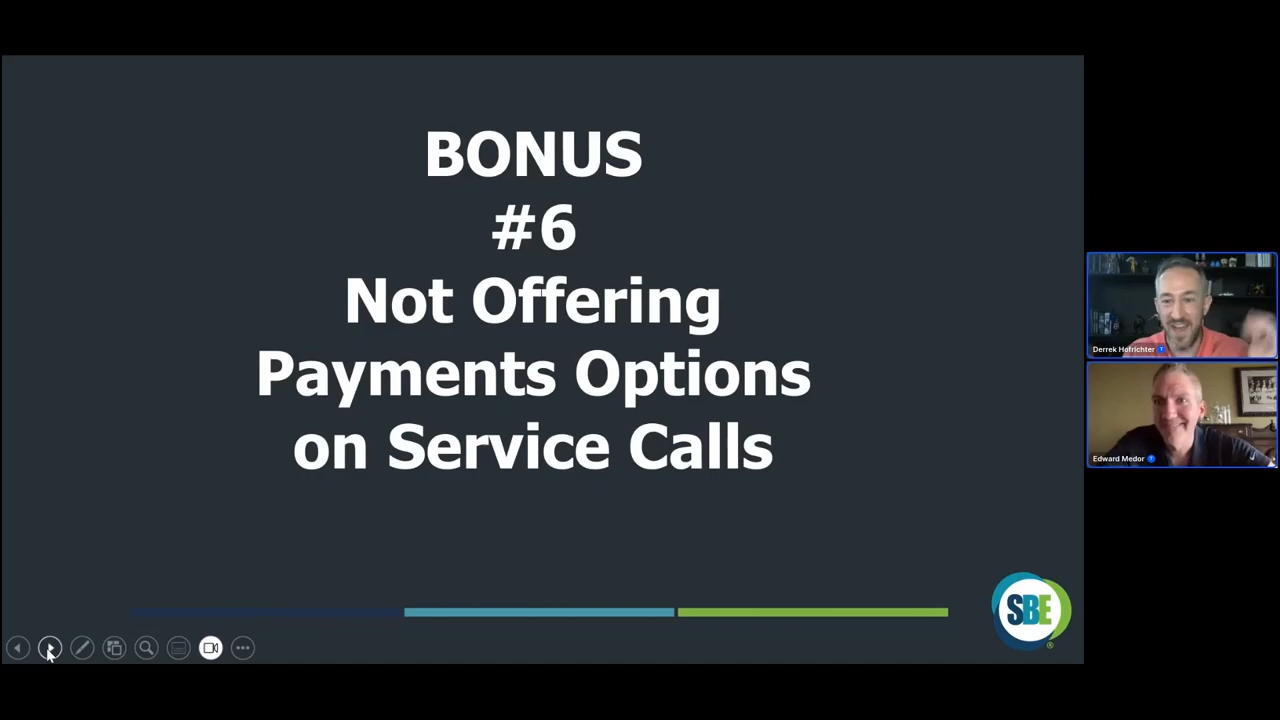 BONUS
#6
Not Offering
Payments Options
on Service Calls
SBE
®
Derrek Hofrichter
Edward Medor